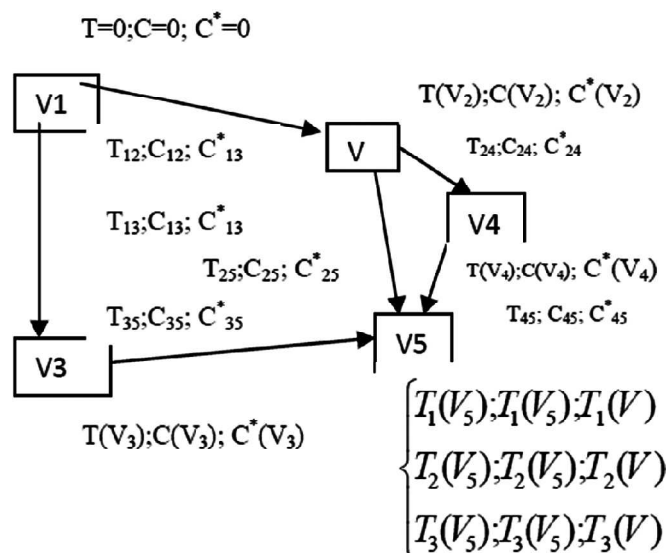 T=0;C=0; C*=0
V1
T(V₂);C(V₂); C*(V₂)
T₁₂;C₁₂; C*₁₃
V
T₂₄;C₂₄; C*₂₄
T₁₃;C₁₃; C*₁₃
V4
T₂₅;C₂₅; C*₂₅
T(V₄);C(V₄); C*(V₄)
T₃₅;C₃₅; C*₃₅
T₄₅; C₄₅; C*₄₅
V3
V5
T(V₃);C(V₃); C*(V₃)
T₁(V₅);T₁(V₅);T₁(V)
T₂(V₅);T₂(V₅);T₂(V)
T₃(V₅);T₃(V₅);T₃(V)